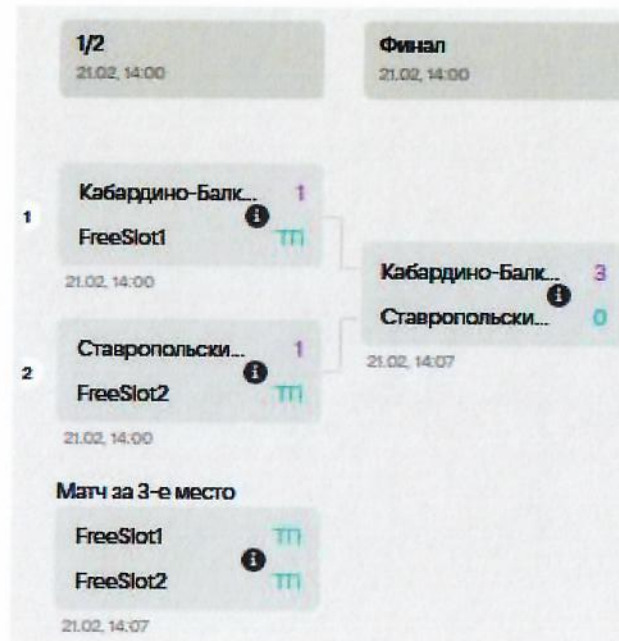 1/2
21.02, 14:00
Финал
21.02, 14:00
1
Кабардино-Балк... 1
FreeSlot1 ТП
21.02, 14:00
2
Ставропольски... 1
FreeSlot2 ТП
21.02, 14:00
Кабардино-Балк... 3
Ставропольски... 0
21.02, 14:07
Матч за 3-е место
FreeSlot1 ТП
FreeSlot2 ТП
21.02, 14:07